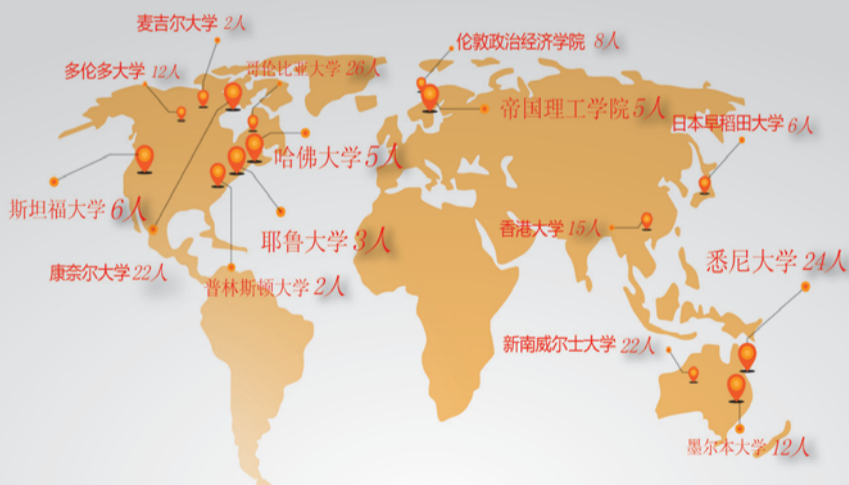 麦吉尔大学 2人
伦敦政治经济学院 8人
多伦多大学 12人
哥伦比亚大学 26人
帝国理工学院 5人
日本早稻田大学 6人
哈佛大学 5人
斯坦福大学 6人
耶鲁大学 3人
香港大学 15人
康奈尔大学 22人
普林斯顿大学 2人
悉尼大学 24人
新南威尔士大学 22人
墨尔本大学 12人